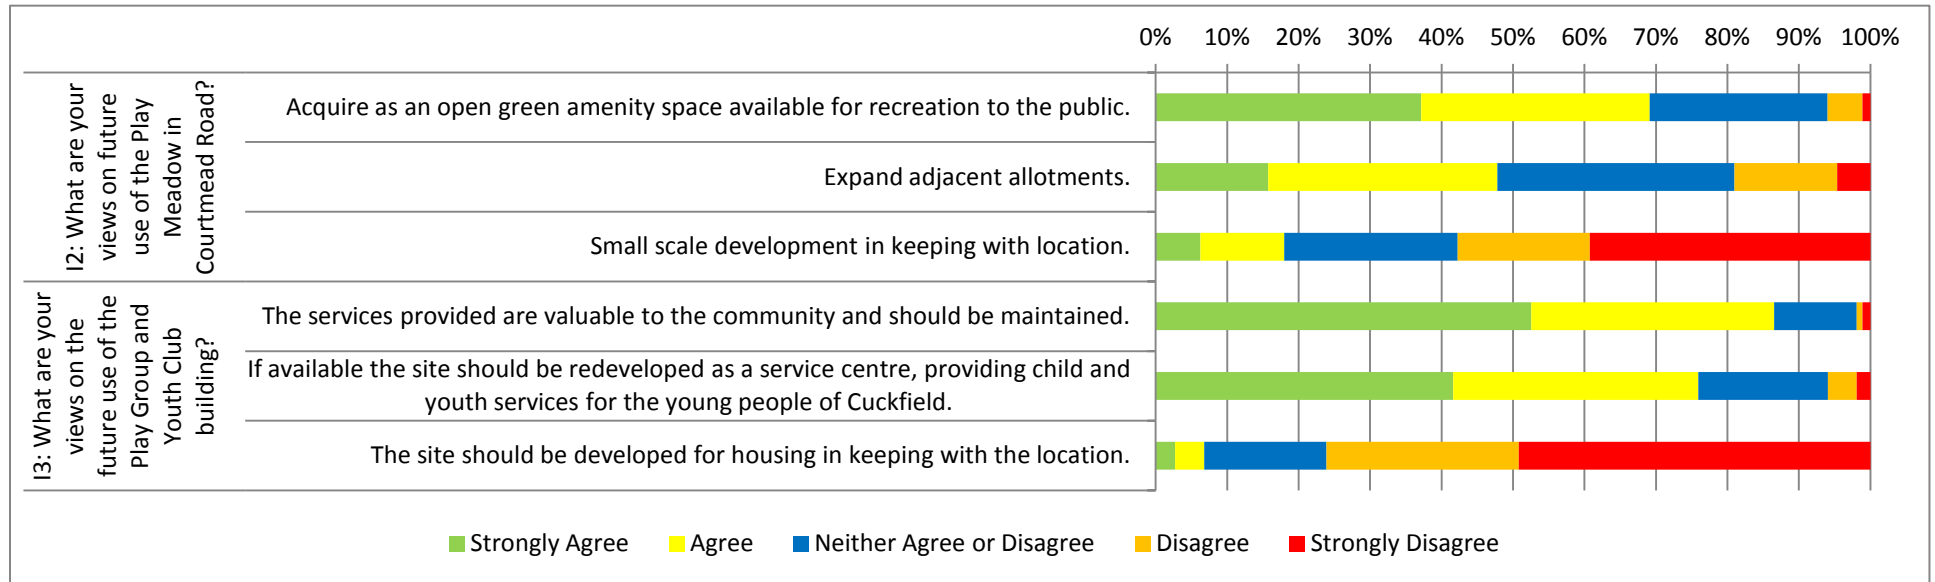 0% 10% 20% 30% 40% 50% 60% 70% 80% 90% 100%
I2: What are your
views on future
use of the Play
Meadow in
Courtmead Road?
Acquire as an open green amenity space available for recreation to the public.
Expand adjacent allotments.
Small scale development in keeping with location.
I3: What are your
views on the
future use of the
Play Group and
Youth Club
building?
The services provided are valuable to the community and should be maintained.
If available the site should be redeveloped as a service centre, providing child and
youth services for the young people of Cuckfield.
The site should be developed for housing in keeping with the location.
Strongly Agree Agree Neither Agree or Disagree Disagree Strongly Disagree